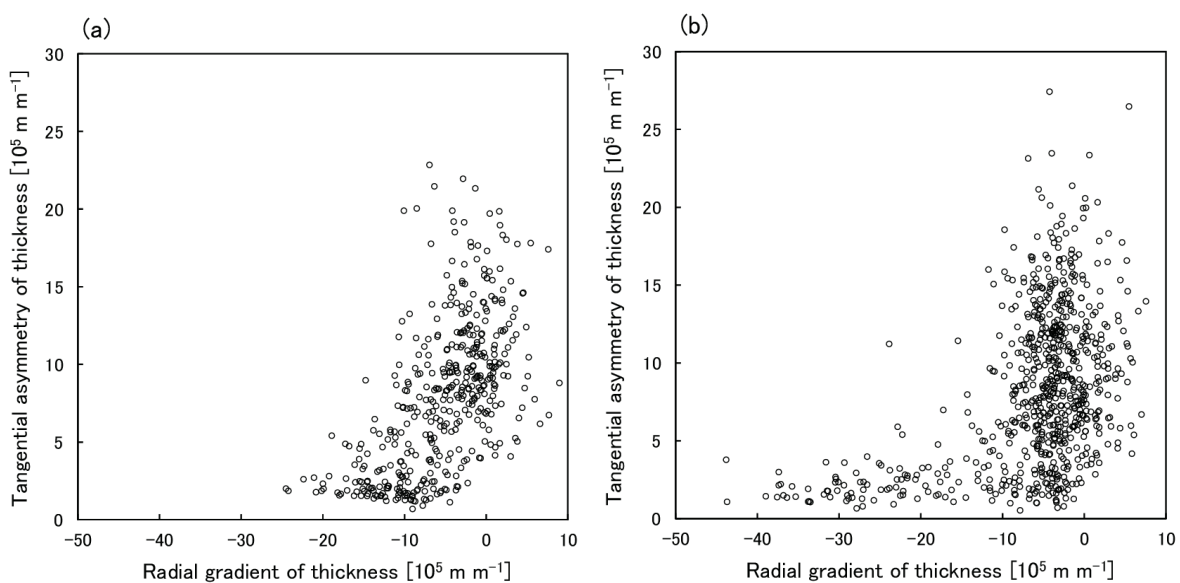 (a)
30
25
20
15
10
5
0
-50 -40 -30 -20 -10 0 10
Tangential asymmetry of thickness [10⁵ m m⁻¹]
Radial gradient of thickness [10⁵ m m⁻¹]
(b)
30
25
20
15
10
5
0
-50 -40 -30 -20 -10 0 10
Tangential asymmetry of thickness [10⁵ m m⁻¹]
Radial gradient of thickness [10⁵ m m⁻¹]